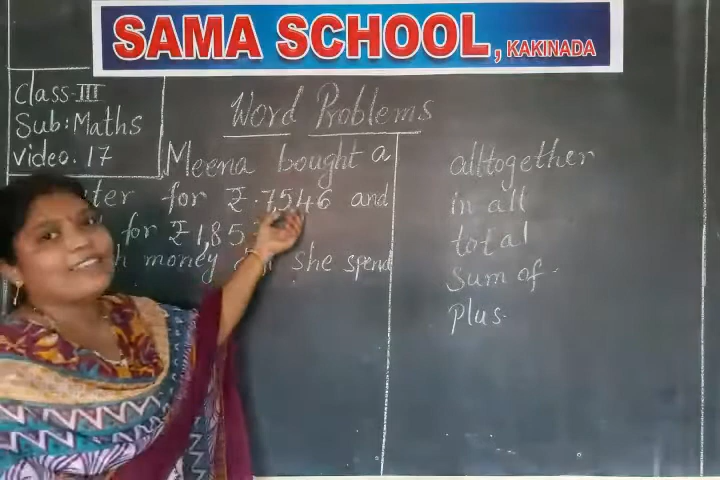 SAMA SCHOOL, KAKINADA
Class-III
Sub: Maths
Video. 17
Word Problems
Meena bought a
for ₹.7546 and
for ₹1,85
money she spend
alltogether
in all
total
Sum of
Plus.